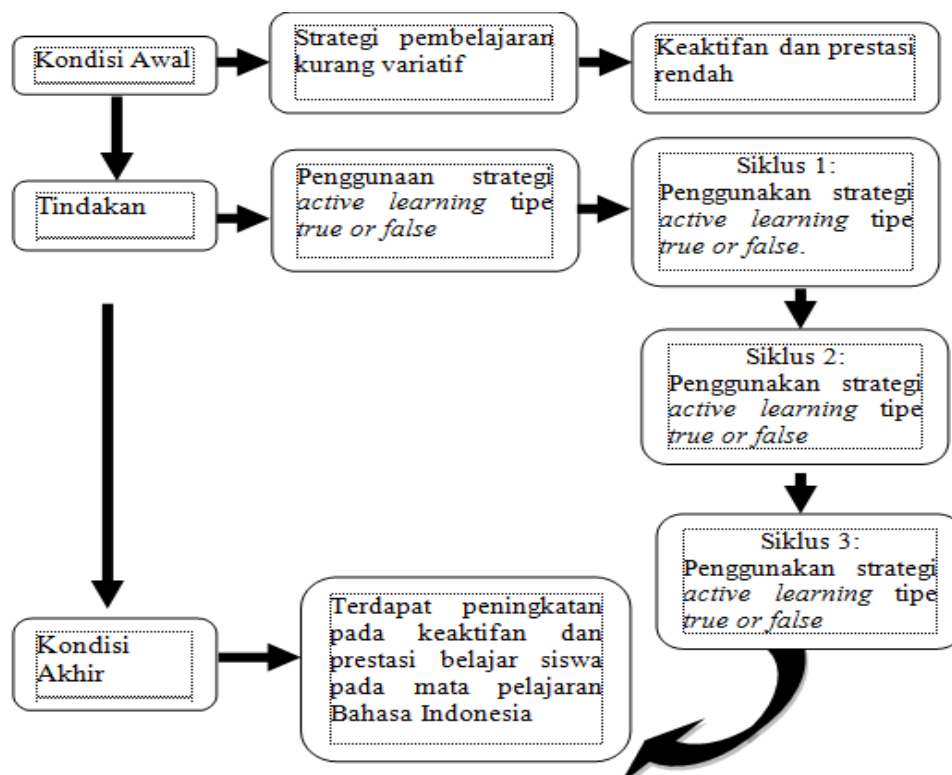 Kondisi Awal
Strategi pembelajaran
kurang variatif
Keaktifan dan prestasi
rendah
Tindakan
Penggunaan strategi
active learning tipe
true or false
Siklus 1:
Penggunakan strategi
active learning tipe
true or false.
Siklus 2:
Penggunakan strategi
active learning tipe
true or false
Siklus 3:
Penggunakan strategi
active learning tipe
true or false
Kondisi
Akhir
Terdapat peningkatan
pada keaktifan dan
prestasi belajar siswa
pada mata pelajaran
Bahasa Indonesia